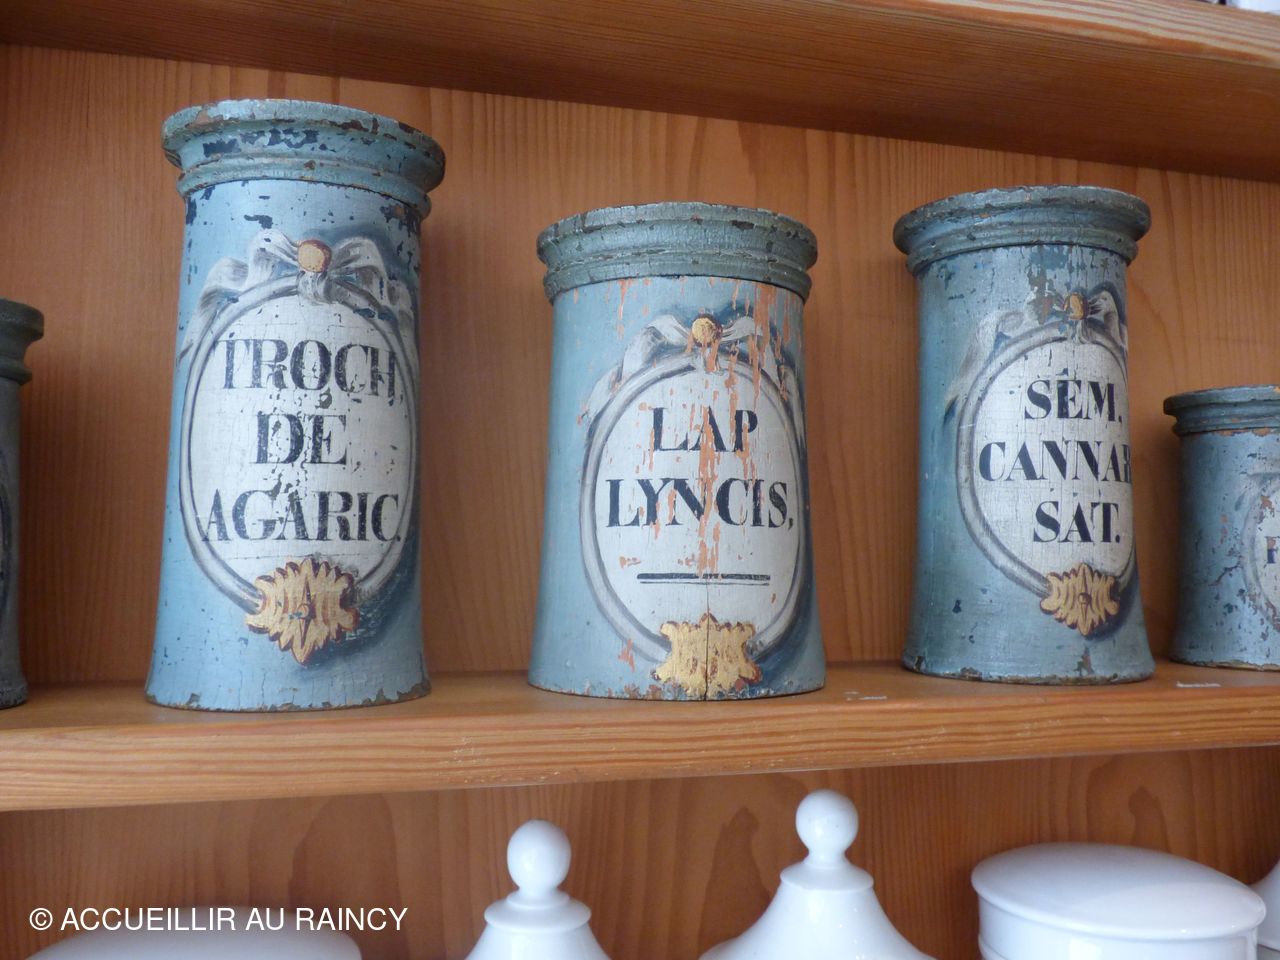 TROCH,
DE
AGARIC.
LAP
LYNCIS,
SEM.
CANNAB
SAT.
© ACCUEILLIR AU RAINCY